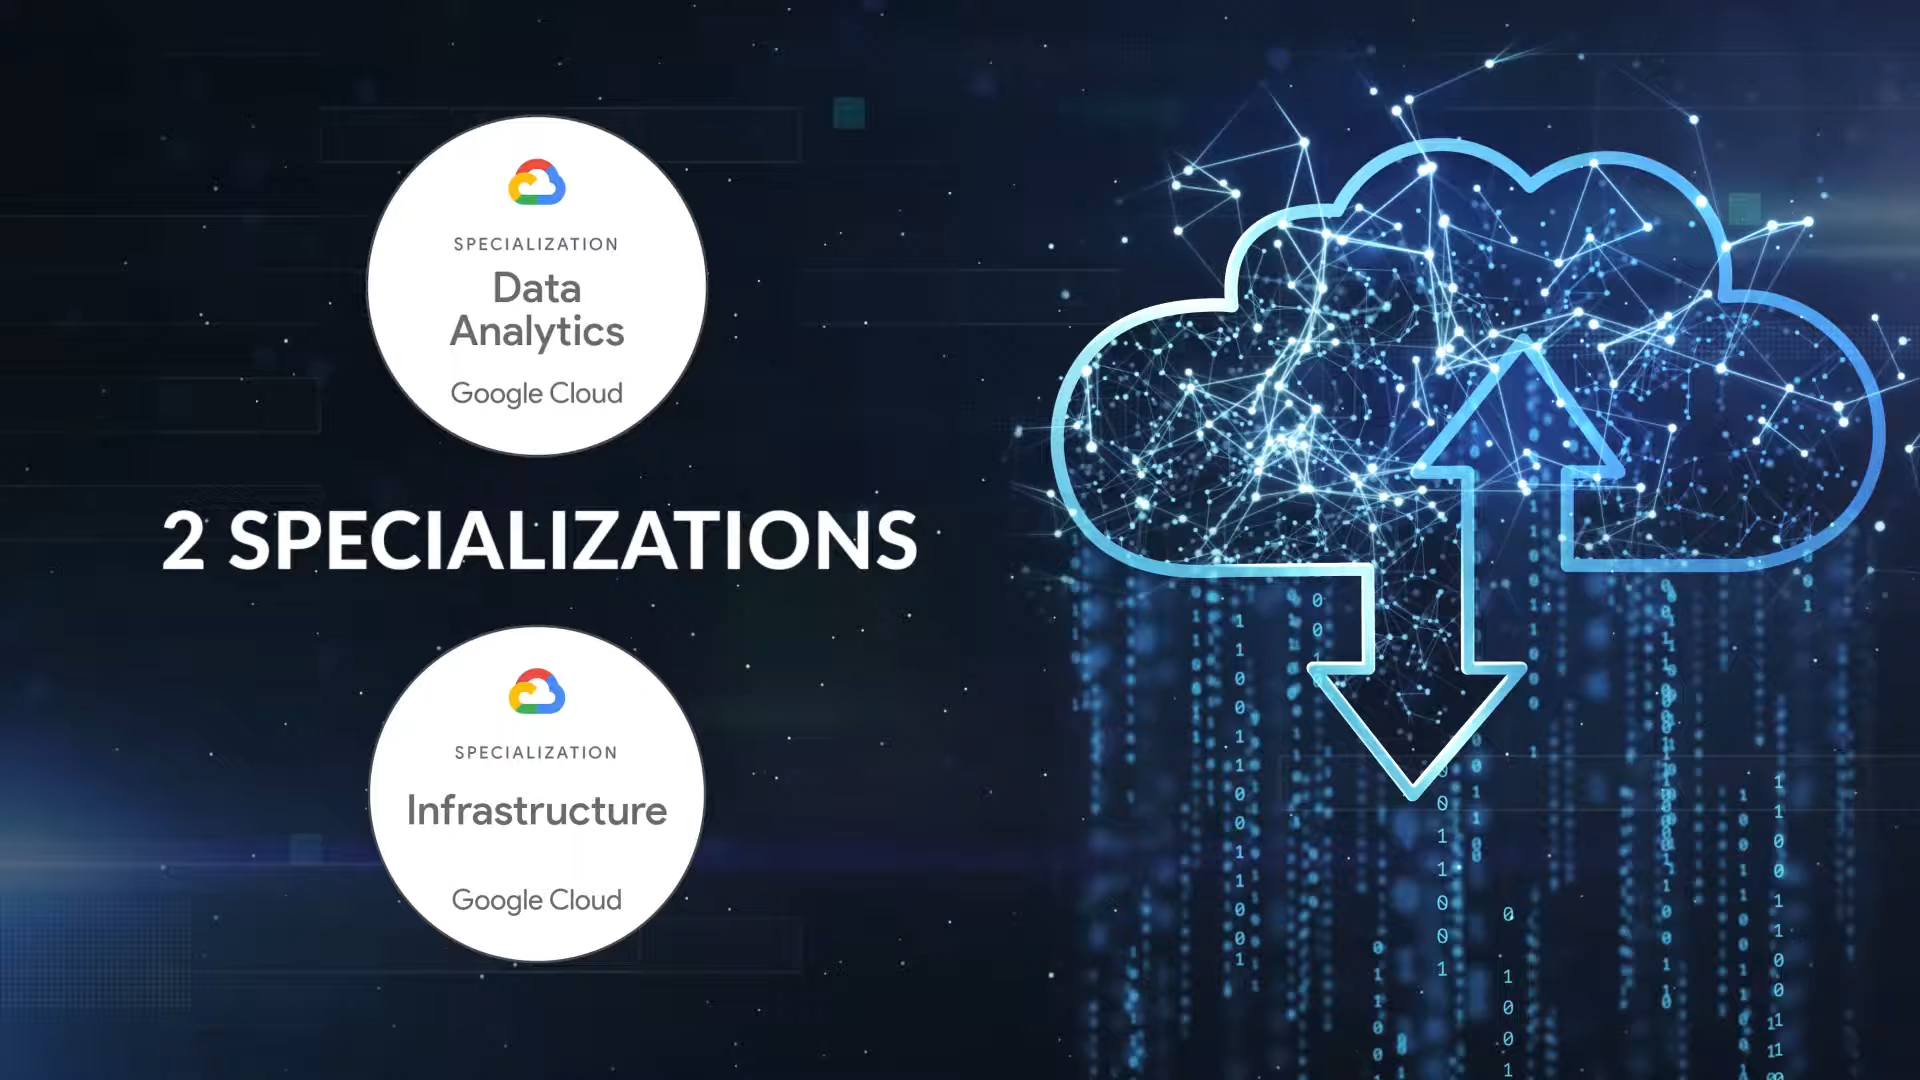 SPECIALIZATION
Data
Analytics
Google Cloud
2 SPECIALIZATIONS
SPECIALIZATION
Infrastructure
Google Cloud